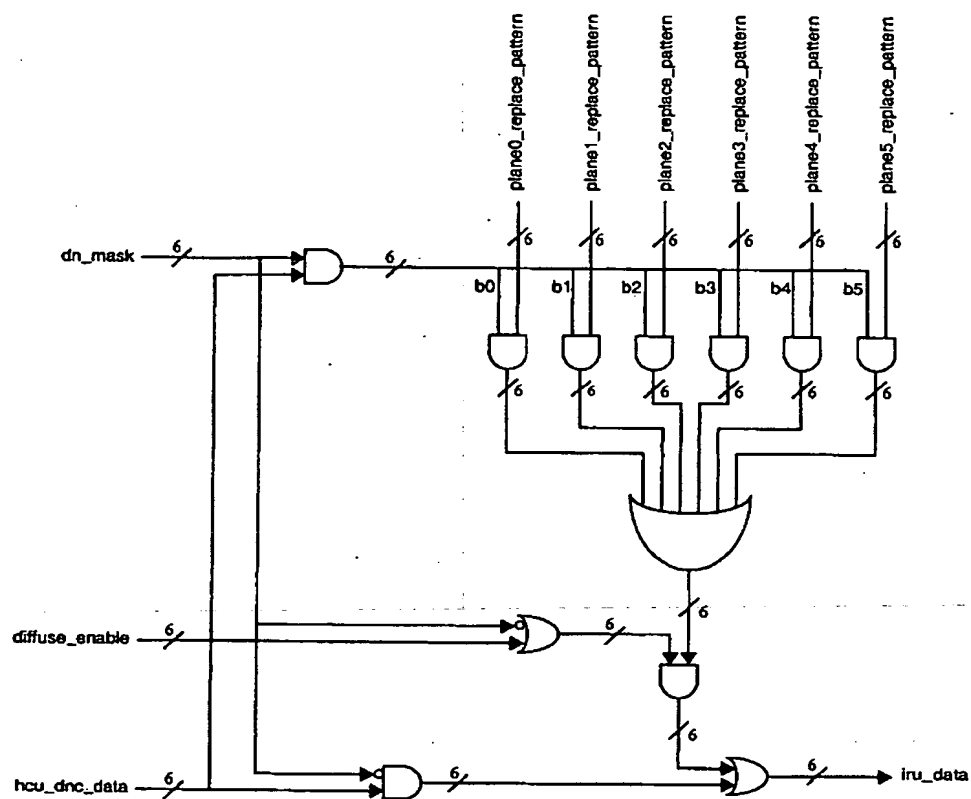 plane0_replace_pattern
plane1_replace_pattern
plane2_replace_pattern
plane3_replace_pattern
plane4_replace_pattern
plane5_replace_pattern
6 6 6 6 6 6
dn_mask 6 6
b0 b1 b2 b3 b4 b5
6 6 6 6 6 6
6
diffuse_enable 6 6
6
hcu_dnc_data 6 6 6 iru_data